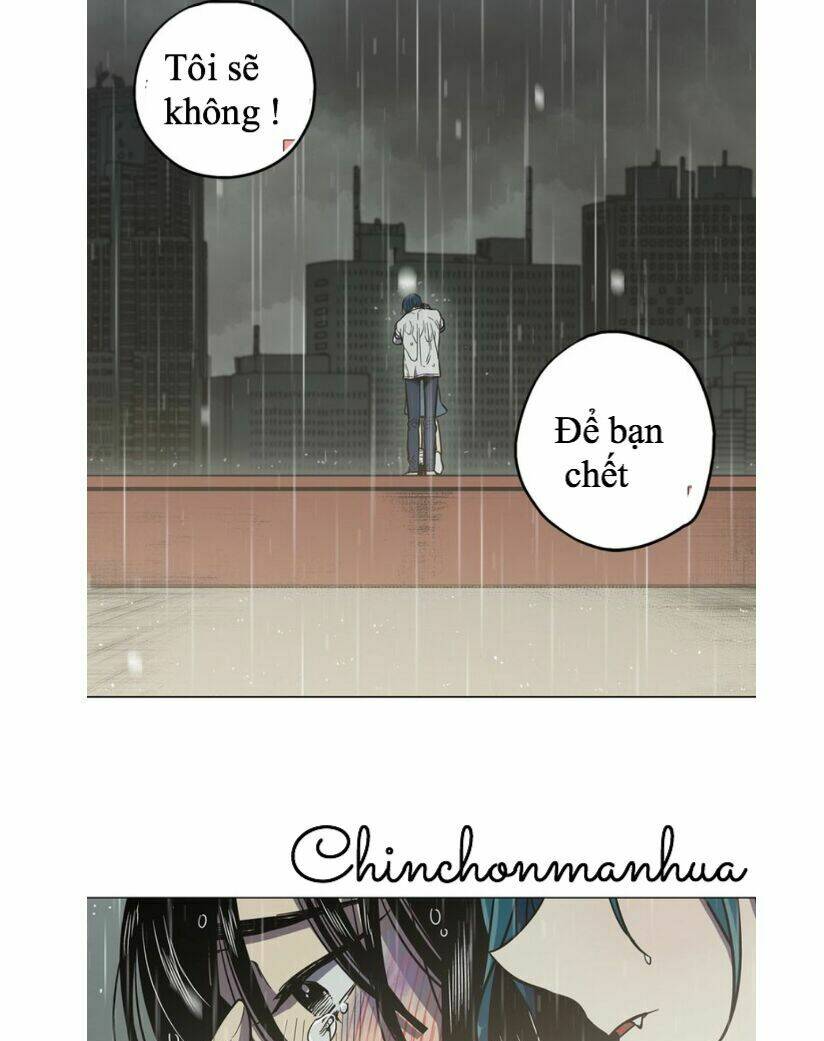 Tôi sẽ
không !
Để bạn
chết
Chinchonmanhua